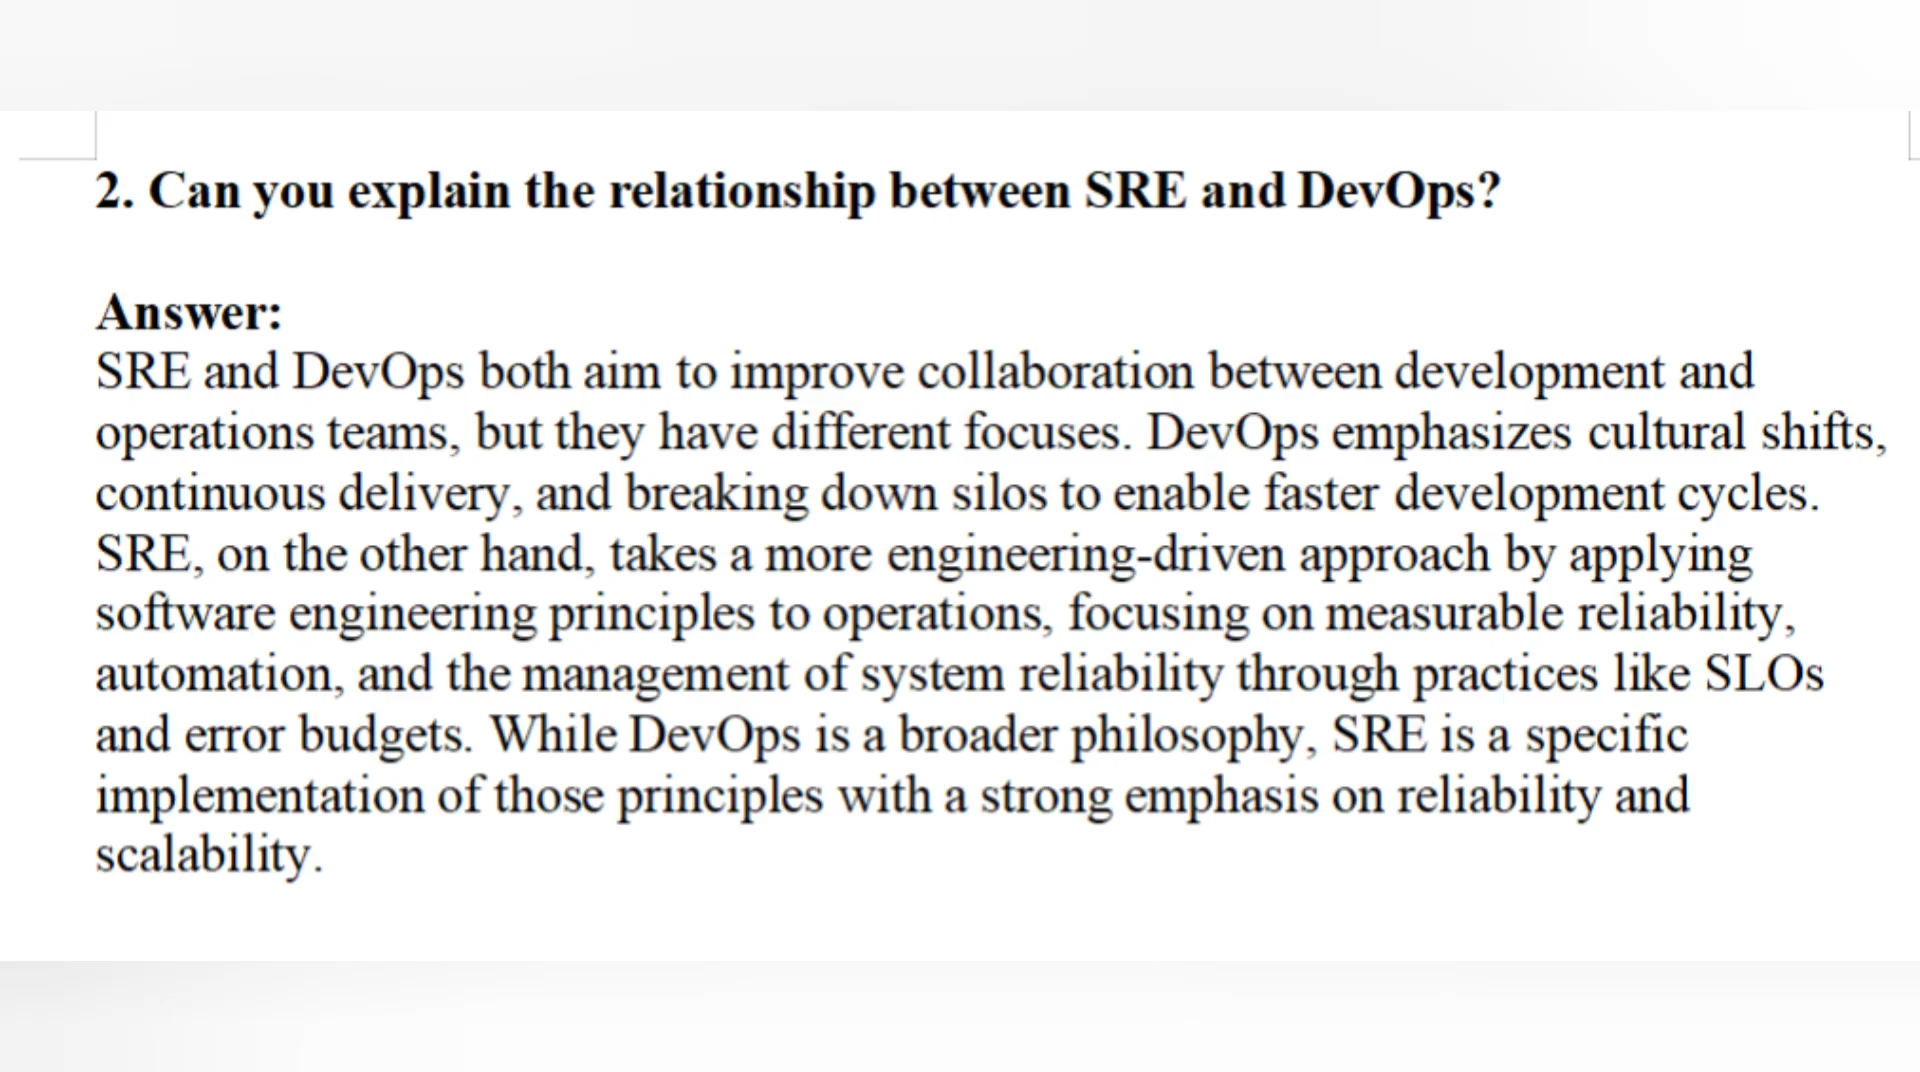 2. Can you explain the relationship between SRE and DevOps?
Answer:
SRE and DevOps both aim to improve collaboration between development and
operations teams, but they have different focuses. DevOps emphasizes cultural shifts,
continuous delivery, and breaking down silos to enable faster development cycles.
SRE, on the other hand, takes a more engineering-driven approach by applying
software engineering principles to operations, focusing on measurable reliability,
automation, and the management of system reliability through practices like SLOs
and error budgets. While DevOps is a broader philosophy, SRE is a specific
implementation of those principles with a strong emphasis on reliability and
scalability.